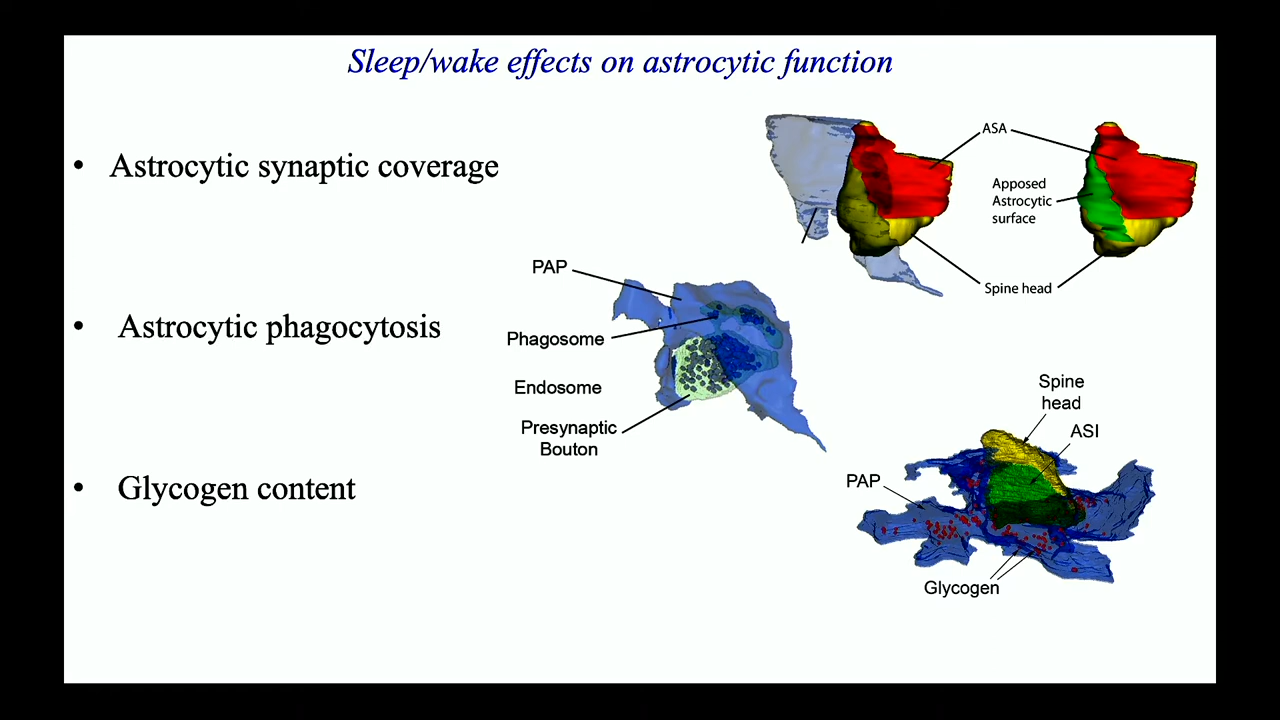 Sleep/wake effects on astrocytic function
• Astrocytic synaptic coverage
ASA
Apposed
Astrocytic
surface
Spine head
• Astrocytic phagocytosis
PAP
Phagosome
Endosome
Presynaptic
Bouton
• Glycogen content
Spine
head
ASI
PAP
Glycogen